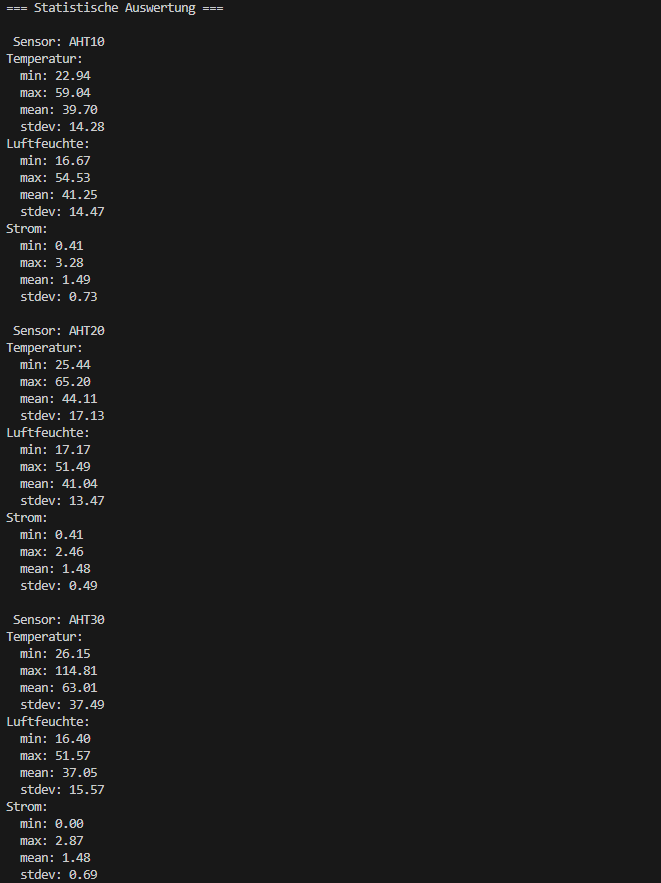 === Statistische Auswertung ===
Sensor: AHT10
Temperatur:
min: 22.94
max: 59.04
mean: 39.70
stdev: 14.28
Luftfeuchte:
min: 16.67
max: 54.53
mean: 41.25
stdev: 14.47
Strom:
min: 0.41
max: 3.28
mean: 1.49
stdev: 0.73
Sensor: AHT20
Temperatur:
min: 25.44
max: 65.20
mean: 44.11
stdev: 17.13
Luftfeuchte:
min: 17.17
max: 51.49
mean: 41.04
stdev: 13.47
Strom:
min: 0.41
max: 2.46
mean: 1.48
stdev: 0.49
Sensor: AHT30
Temperatur:
min: 26.15
max: 114.81
mean: 63.01
stdev: 37.49
Luftfeuchte:
min: 16.40
max: 51.57
mean: 37.05
stdev: 15.57
Strom:
min: 0.00
max: 2.87
mean: 1.48
stdev: 0.69